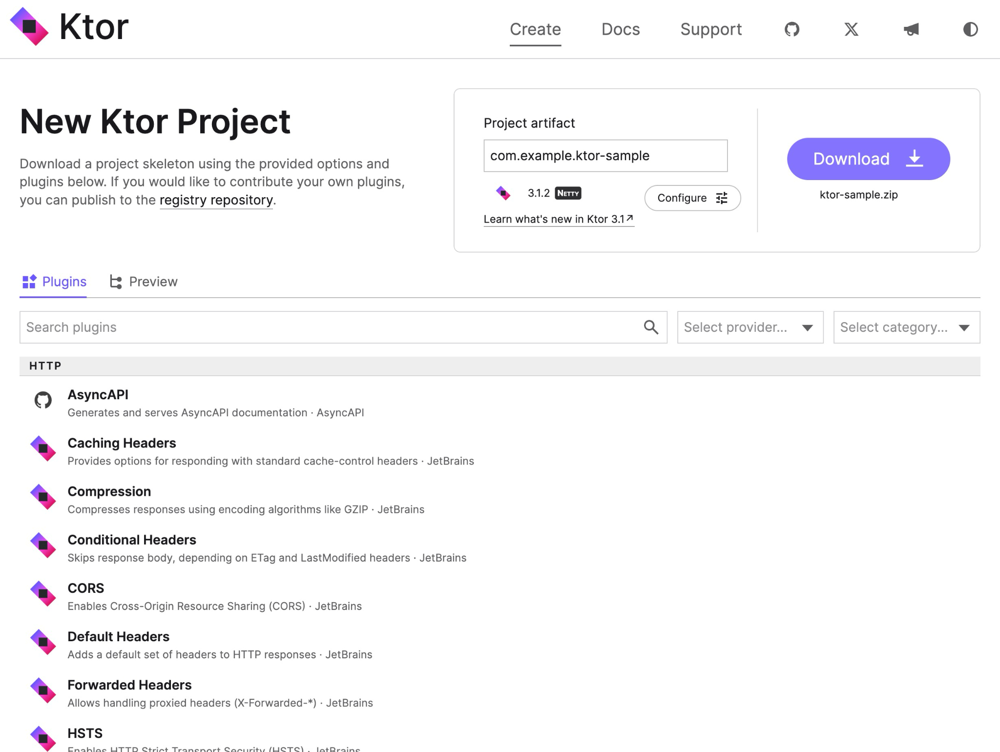 Ktor
Create
Docs
Support
New Ktor Project
Download a project skeleton using the provided options and
plugins below. If you would like to contribute your own plugins,
you can publish to the registry repository.
Project artifact
com.example.ktor-sample
3.1.2 NETTY
Configure
Learn what's new in Ktor 3.1↗
Download
ktor-sample.zip
Plugins
Preview
Search plugins
Select provider...
Select category...
HTTP
AsyncAPI
Generates and serves AsyncAPI documentation · AsyncAPI
Caching Headers
Provides options for responding with standard cache-control headers · JetBrains
Compression
Compresses responses using encoding algorithms like GZIP · JetBrains
Conditional Headers
Skips response body, depending on ETag and LastModified headers · JetBrains
CORS
Enables Cross-Origin Resource Sharing (CORS) · JetBrains
Default Headers
Adds a default set of headers to HTTP responses · JetBrains
Forwarded Headers
Allows handling proxied headers (X-Forwarded-*) · JetBrains
HSTS
Enables HTTP Strict Transport Security (HSTS) · JetBrains